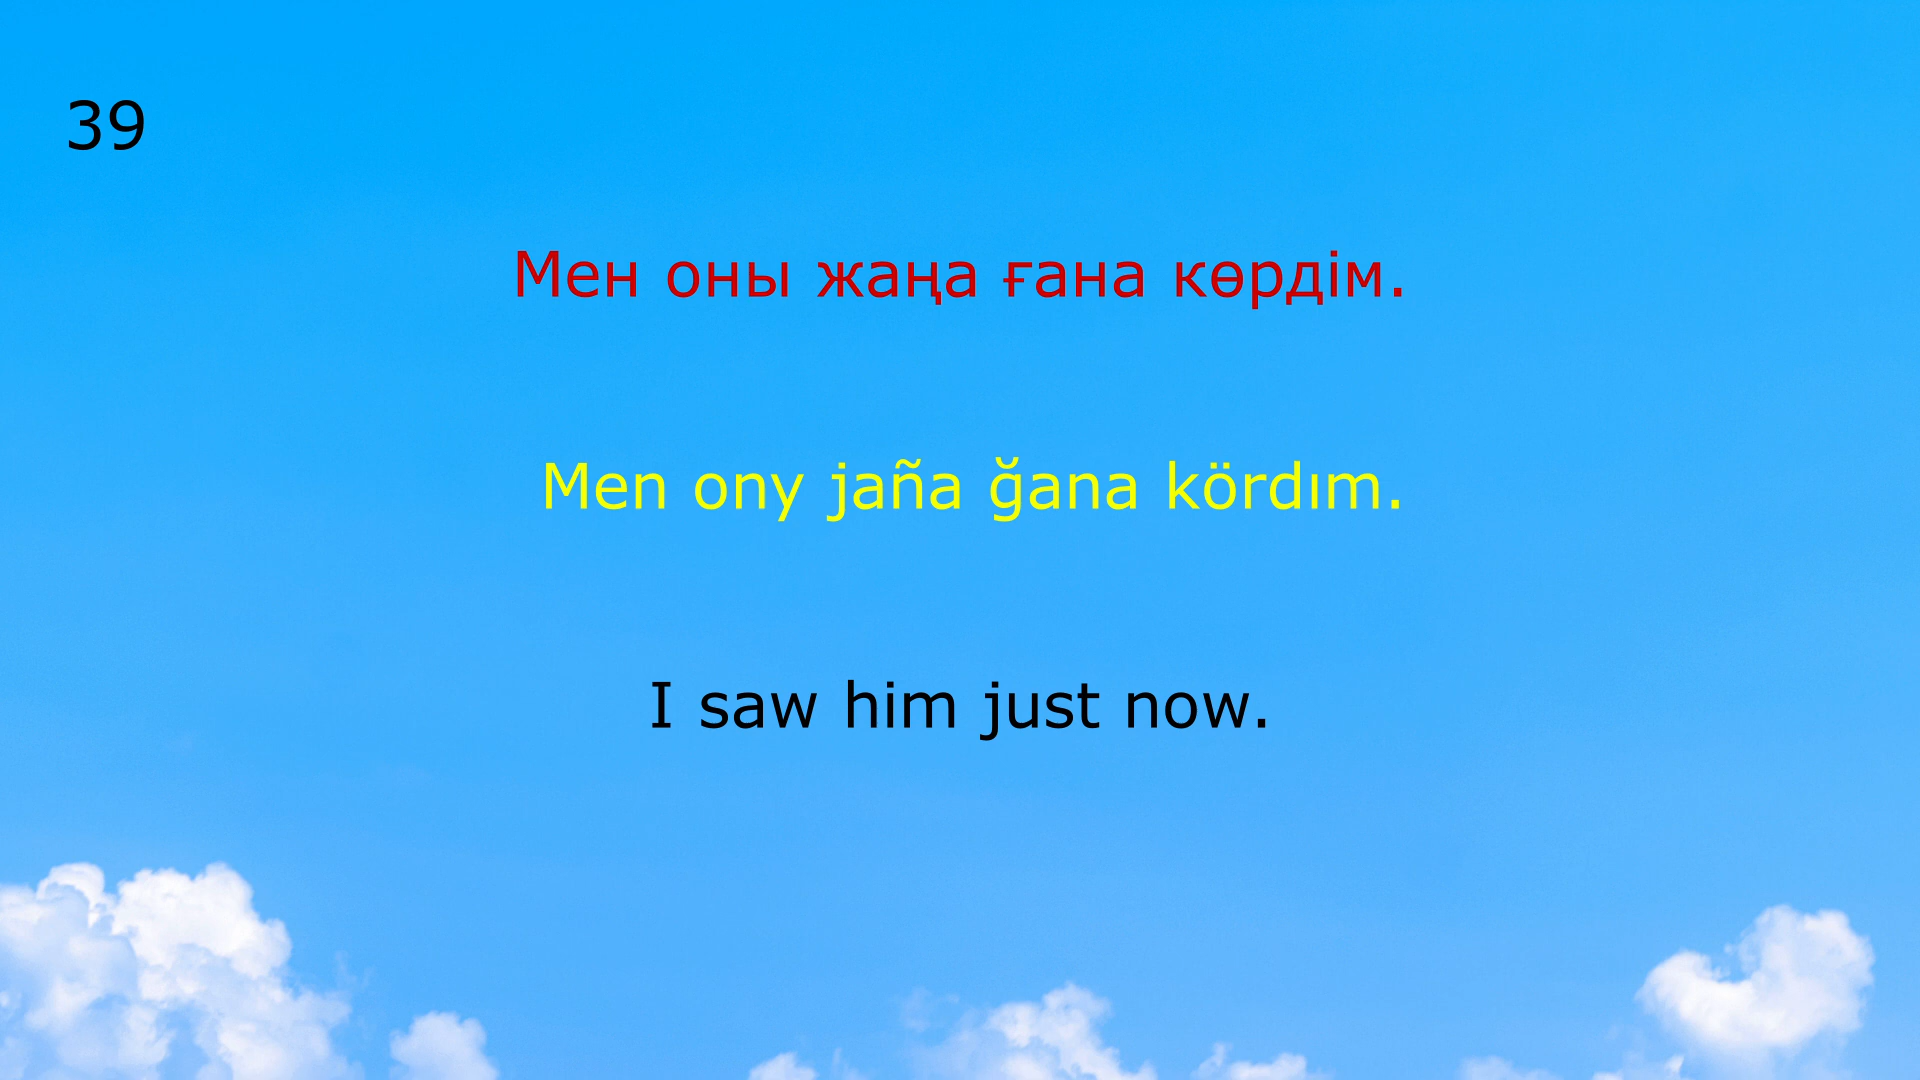 39
Мен оны жаңа ғана көрдім.
Men ony jaña ğana kördım.
I saw him just now.